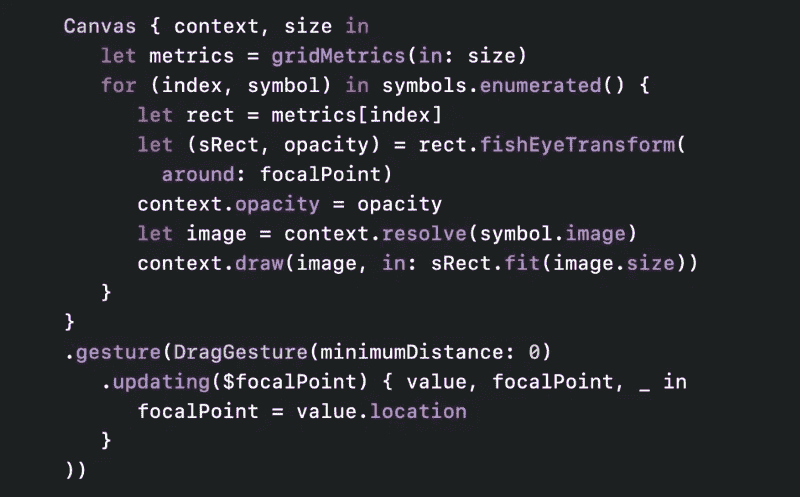 Canvas { context, size in
let metrics = gridMetrics(in: size)
for (index, symbol) in symbols.enumerated() {
let rect = metrics[index]
let (sRect, opacity) = rect.fishEyeTransform(
around: focalPoint)
context.opacity = opacity
let image = context.resolve(symbol.image)
context.draw(image, in: sRect.fit(image.size))
}
}
.gesture(DragGesture(minimumDistance: 0)
.updating($focalPoint) { value, focalPoint, _ in
focalPoint = value.location
}
))